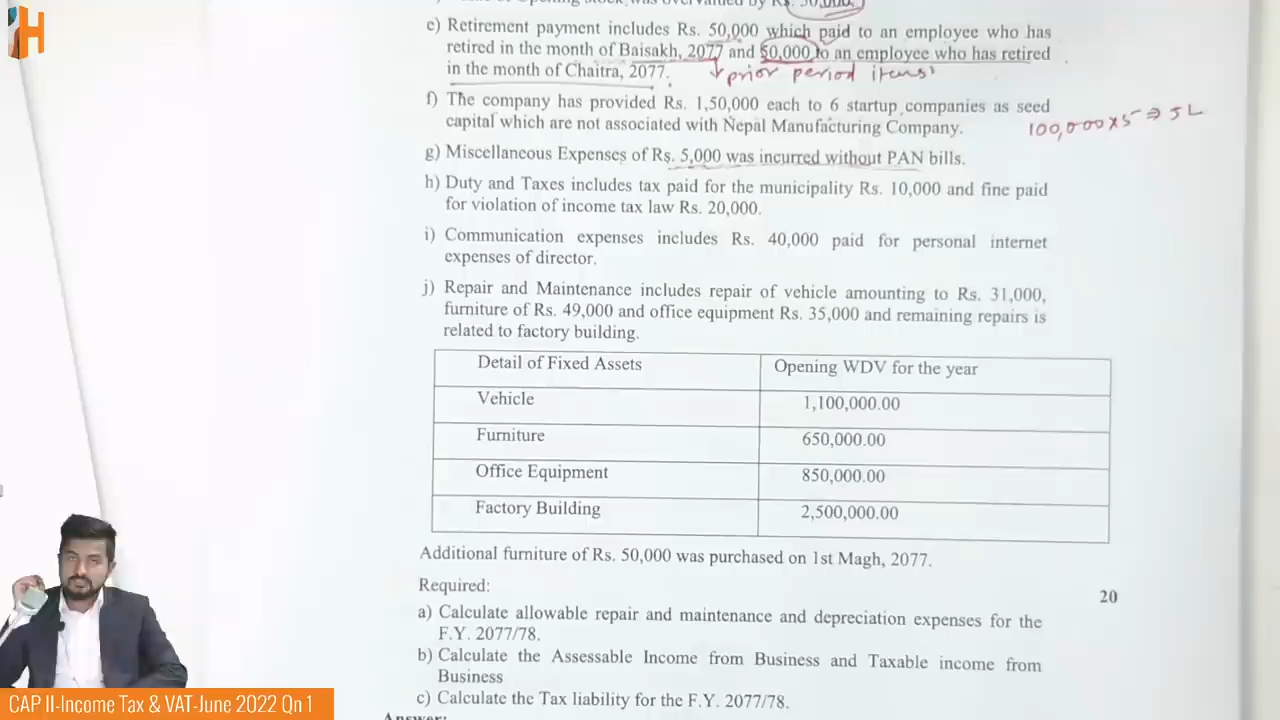 H
50,000.
e) Retirement payment includes Rs. 50,000 which paid to an employee who has
retired in the month of Baisakh, 2077 and 50,000 to an employee who has retired
in the month of Chaitra, 2077. prior period items
f) The company has provided Rs. 1,50,000 each to 6 startup companies as seed
capital which are not associated with Nepal Manufacturing Company. 100,000×5 ⇒ 5L
g) Miscellaneous Expenses of Rs. 5,000 was incurred without PAN bills.
h) Duty and Taxes includes tax paid for the municipality Rs. 10,000 and fine paid
for violation of income tax law Rs. 20,000.
i) Communication expenses includes Rs. 40,000 paid for personal internet
expenses of director.
j) Repair and Maintenance includes repair of vehicle amounting to Rs. 31,000,
furniture of Rs. 49,000 and office equipment Rs. 35,000 and remaining repairs is
related to factory building.
Detail of Fixed Assets Opening WDV for the year
Vehicle 1,100,000.00
Furniture 650,000.00
Office Equipment 850,000.00
Factory Building 2,500,000.00
Additional furniture of Rs. 50,000 was purchased on 1st Magh, 2077.
Required:
20
a) Calculate allowable repair and maintenance and depreciation expenses for the
F.Y. 2077/78.
b) Calculate the Assessable Income from Business and Taxable income from
Business
c) Calculate the Tax liability for the F.Y. 2077/78.
Answer:
CAP II-Income Tax & VAT-June 2022 Qn 1